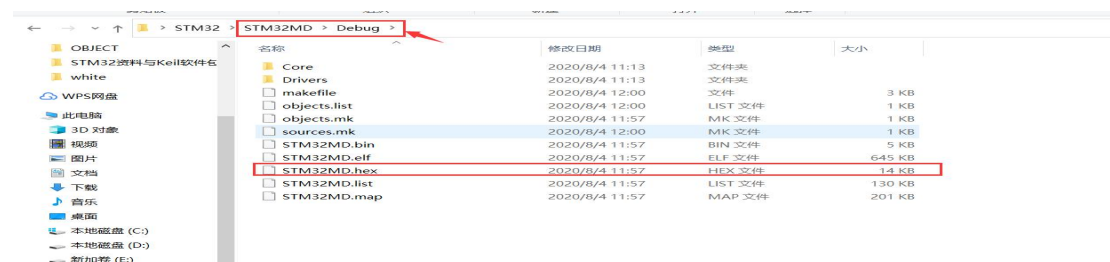 STM32 > STM32MD > Debug >
OBJECT
STM32资料与Keil软件包
white
WPS网盘
此电脑
3D 对象
视频
图片
文档
下载
音乐
桌面
本地磁盘 (C:)
本地磁盘 (D:)
新加卷 (E:)
名称 修改日期 类型 大小
Core 2020/8/4 11:13 文件夹
Drivers 2020/8/4 11:13 文件夹
makefile 2020/8/4 12:00 文件 3 KB
objects.list 2020/8/4 12:00 LIST 文件 1 KB
objects.mk 2020/8/4 11:57 MK 文件 1 KB
sources.mk 2020/8/4 12:00 MK 文件 1 KB
STM32MD.bin 2020/8/4 11:57 BIN 文件 5 KB
STM32MD.elf 2020/8/4 11:57 ELF 文件 645 KB
STM32MD.hex 2020/8/4 11:57 HEX 文件 14 KB
STM32MD.list 2020/8/4 11:57 LIST 文件 130 KB
STM32MD.map 2020/8/4 11:57 MAP 文件 201 KB